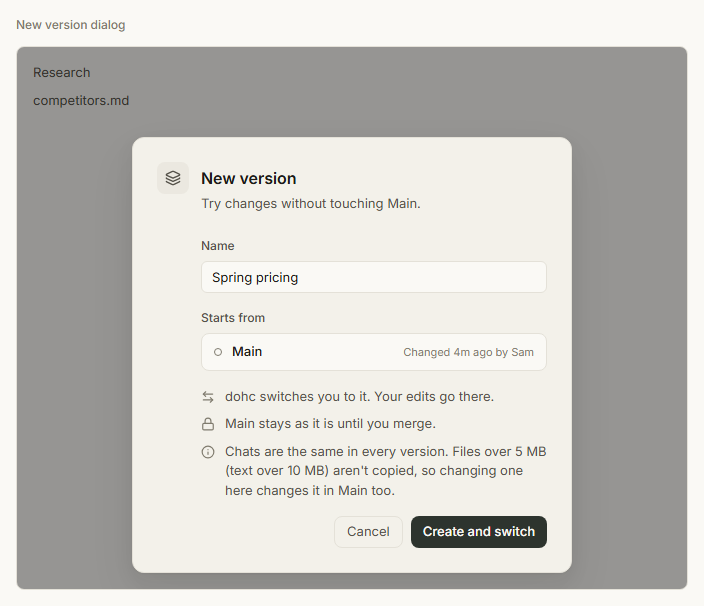 New version dialog
Research
competitors.md
New version
Try changes without touching Main.
Name
Spring pricing
Starts from
Main Changed 4m ago by Sam
dohc switches you to it. Your edits go there.
Main stays as it is until you merge.
Chats are the same in every version. Files over 5 MB
(text over 10 MB) aren't copied, so changing one
here changes it in Main too.
Cancel Create and switch